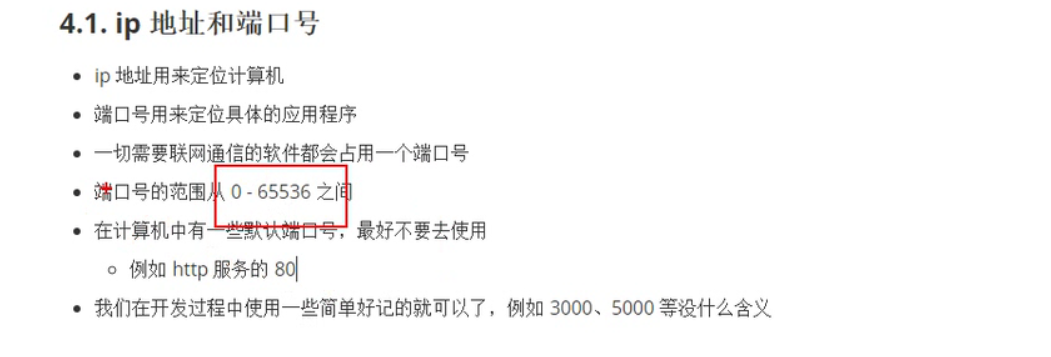 4.1. ip 地址和端口号
ip 地址用来定位计算机
端口号用来定位具体的应用程序
一切需要联网通信的软件都会占用一个端口号
端口号的范围从 0 - 65536 之间
在计算机中有一些默认端口号，最好不要去使用
例如 http 服务的 80
我们在开发过程中使用一些简单好记的就可以了，例如 3000、5000 等没什么含义